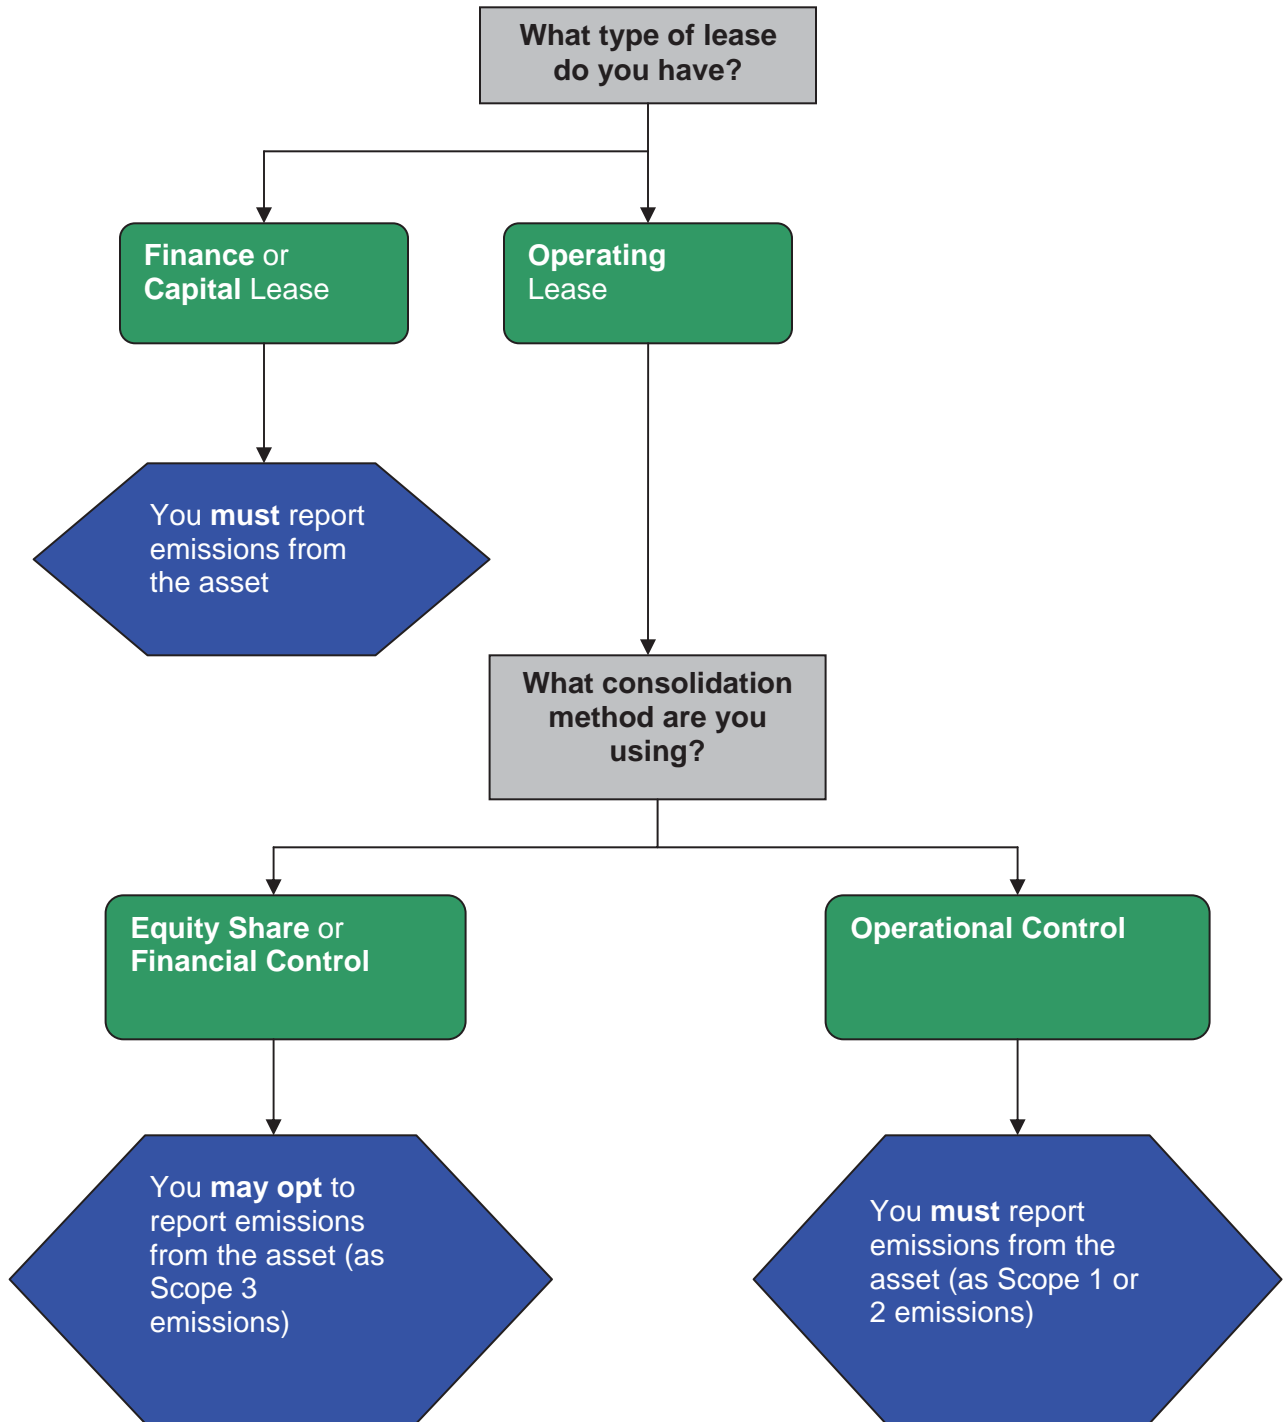 What type of lease
do you have?
Finance or
Capital Lease
Operating
Lease
You must report
emissions from
the asset
What consolidation
method are you
using?
Equity Share or
Financial Control
Operational Control
You may opt to
report emissions
from the asset (as
Scope 3
emissions)
You must report
emissions from the
asset (as Scope 1 or
2 emissions)